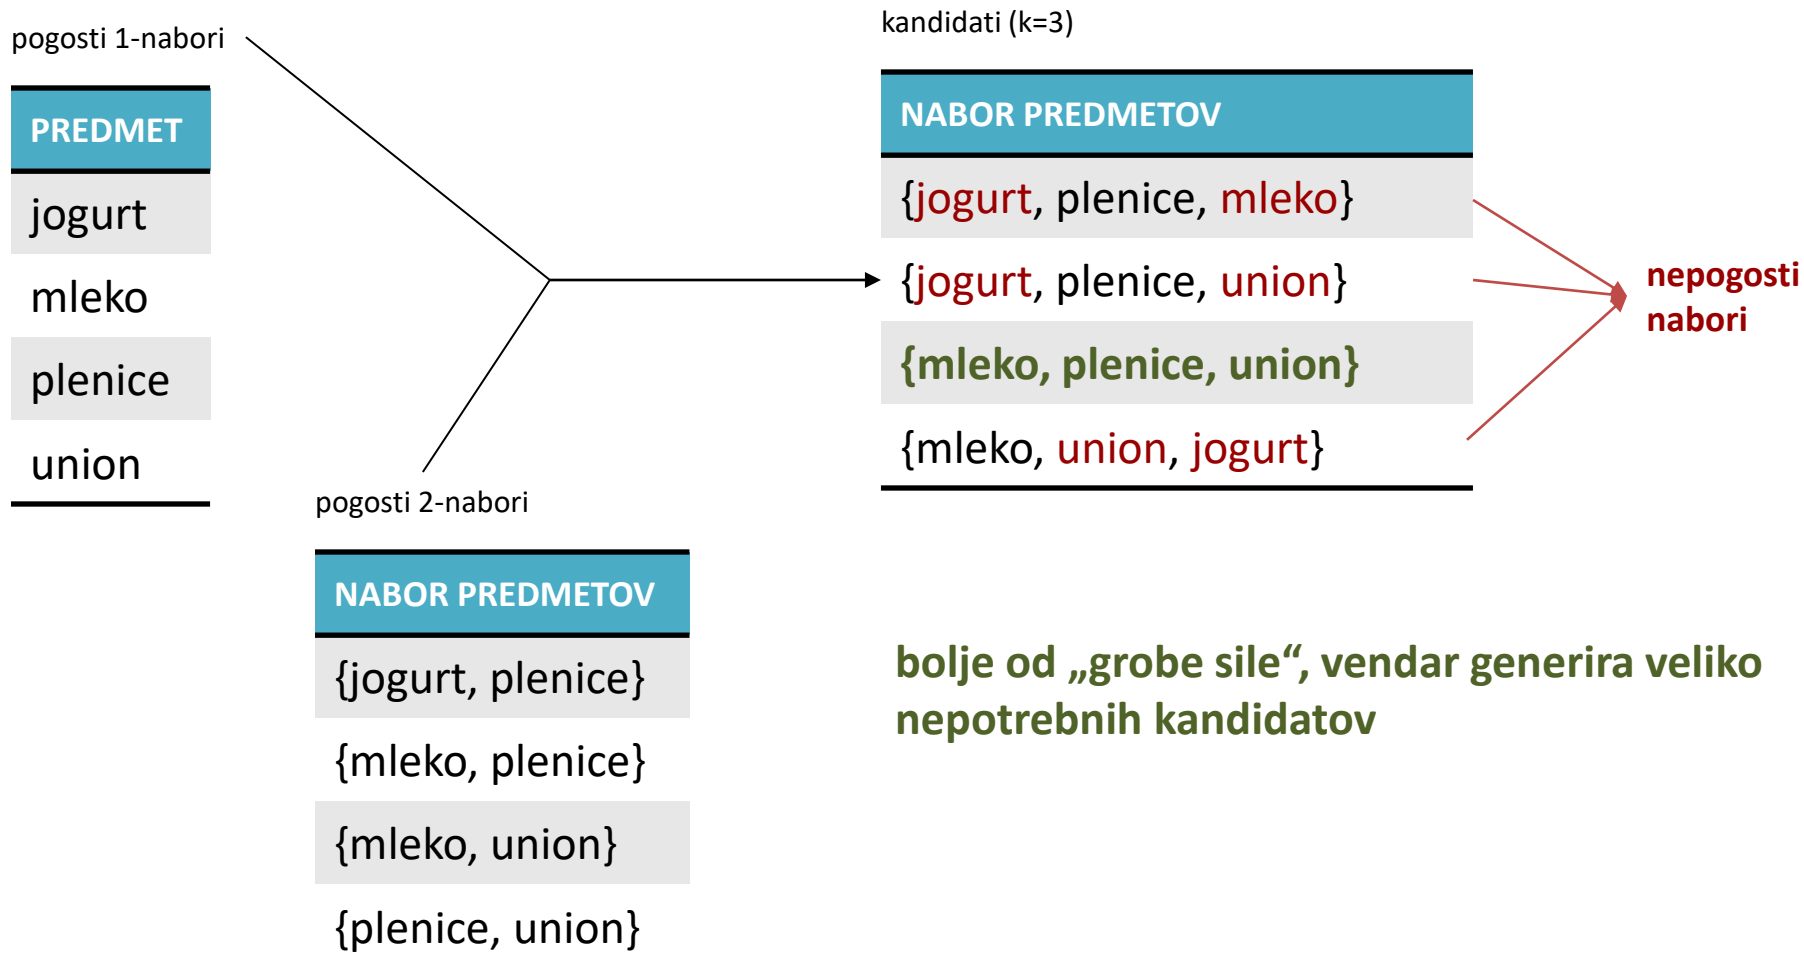 pogosti 1-nabori
PREDMET
jogurt
mleko
plenice
union
pogosti 2-nabori
NABOR PREDMETOV
{jogurt, plenice}
{mleko, plenice}
{mleko, union}
{plenice, union}
kandidati (k=3)
NABOR PREDMETOV
{jogurt, plenice, mleko}
{jogurt, plenice, union}
{mleko, plenice, union}
{mleko, union, jogurt}
nepogosti
nabori
bolje od „grobe sile“, vendar generira veliko
nepotrebnih kandidatov